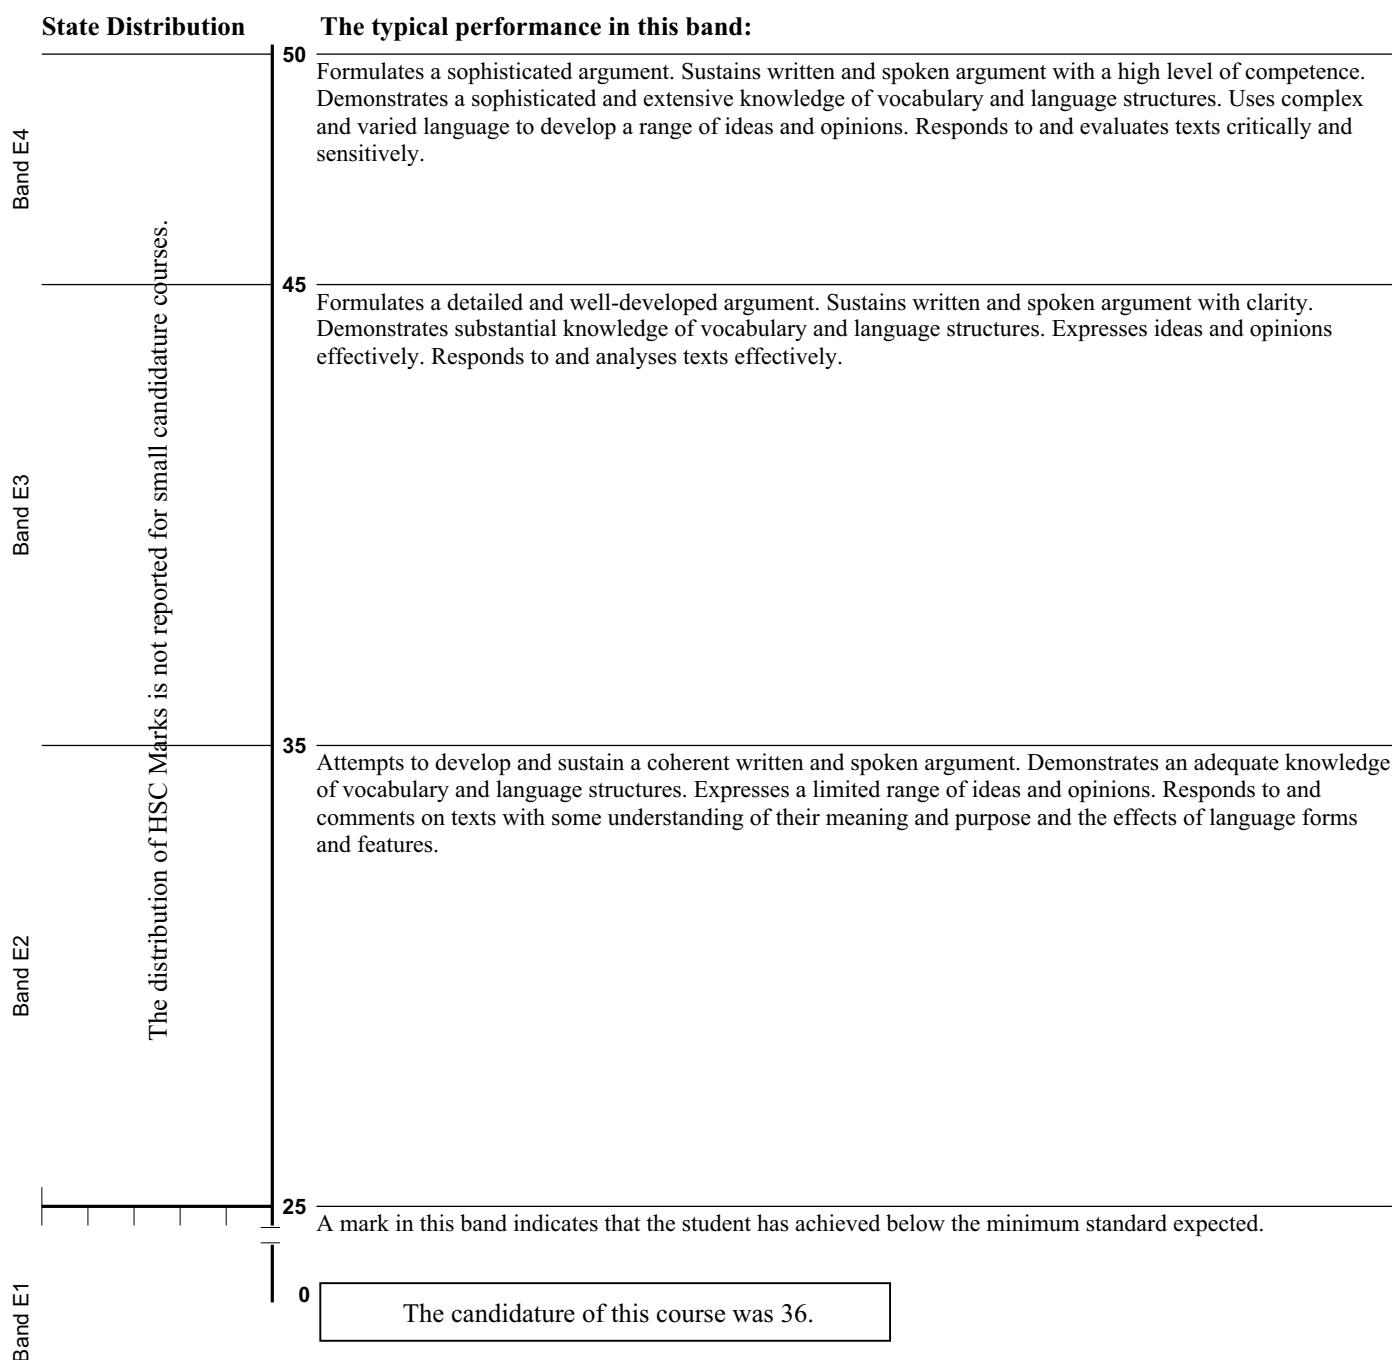 State Distribution
The typical performance in this band:
50
Formulates a sophisticated argument. Sustains written and spoken argument with a high level of competence.
Demonstrates a sophisticated and extensive knowledge of vocabulary and language structures. Uses complex
and varied language to develop a range of ideas and opinions. Responds to and evaluates texts critically and
sensitively.
Band E4
45
Formulates a detailed and well-developed argument. Sustains written and spoken argument with clarity.
Demonstrates substantial knowledge of vocabulary and language structures. Expresses ideas and opinions
effectively. Responds to and analyses texts effectively.
Band E3
The distribution of HSC Marks is not reported for small candidature courses.
35
Attempts to develop and sustain a coherent written and spoken argument. Demonstrates an adequate knowledge
of vocabulary and language structures. Expresses a limited range of ideas and opinions. Responds to and
comments on texts with some understanding of their meaning and purpose and the effects of language forms
and features.
Band E2
25
A mark in this band indicates that the student has achieved below the minimum standard expected.
0
Band E1
The candidature of this course was 36.